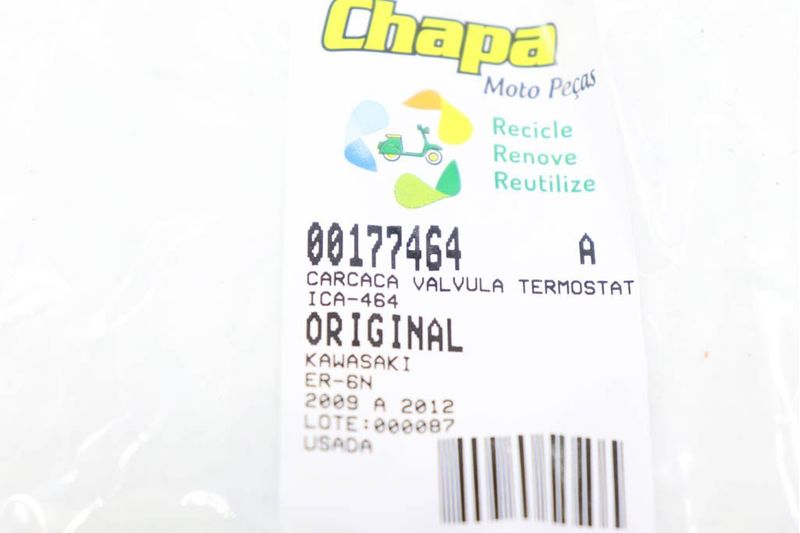 Chapa
Moto Peças
Recicle
Renove
Reutilize
00177464 A
CARCACA VALVULA TERMOSTAT
ICA-464
ORIGINAL
KAWASAKI
ER-6N
2009 A 2012
LOTE:000087
USADA